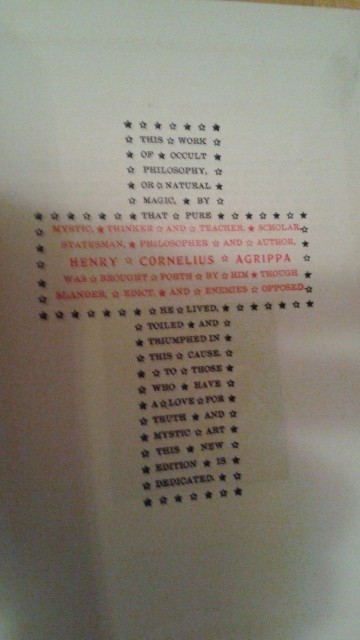 THIS WORK
OF OCCULT
PHILOSOPHY,
OR NATURAL
MAGIC, BY
THAT PURE
MYSTIC, THINKER AND TEACHER, SCHOLAR,
STATESMAN, PHILOSOPHER AND AUTHOR,
HENRY CORNELIUS AGRIPPA
WAS BROUGHT FORTH BY HIM THOUGH
SLANDER, EDICT, AND ENEMIES OPPOSED
HE LIVED,
TOILED AND
TRIUMPHED IN
THIS CAUSE.
TO THOSE
WHO HAVE
A LOVE FOR
TRUTH AND
MYSTIC ART
THIS NEW
EDITION IS
DEDICATED.